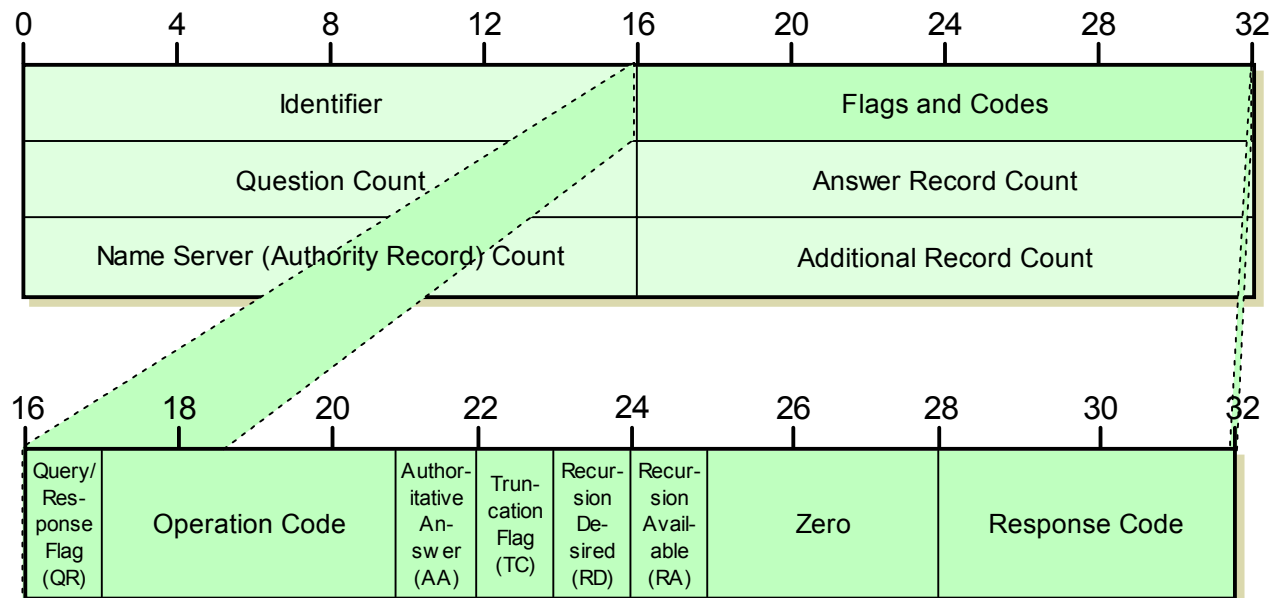 0 4 8 12 16 20 24 28 32
Identifier
Flags and Codes
Question Count
Answer Record Count
Name Server (Authority Record) Count
Additional Record Count
16 18 20 22 24 26 28 30 32
Query/
Res-
ponse
Flag
(QR)
Operation Code
Author-
itative
An-
swer
(AA)
Trun-
cation
Flag
(TC)
Recur-
sion
De-
sired
(RD)
Recur-
sion
Avail-
able
(RA)
Zero
Response Code